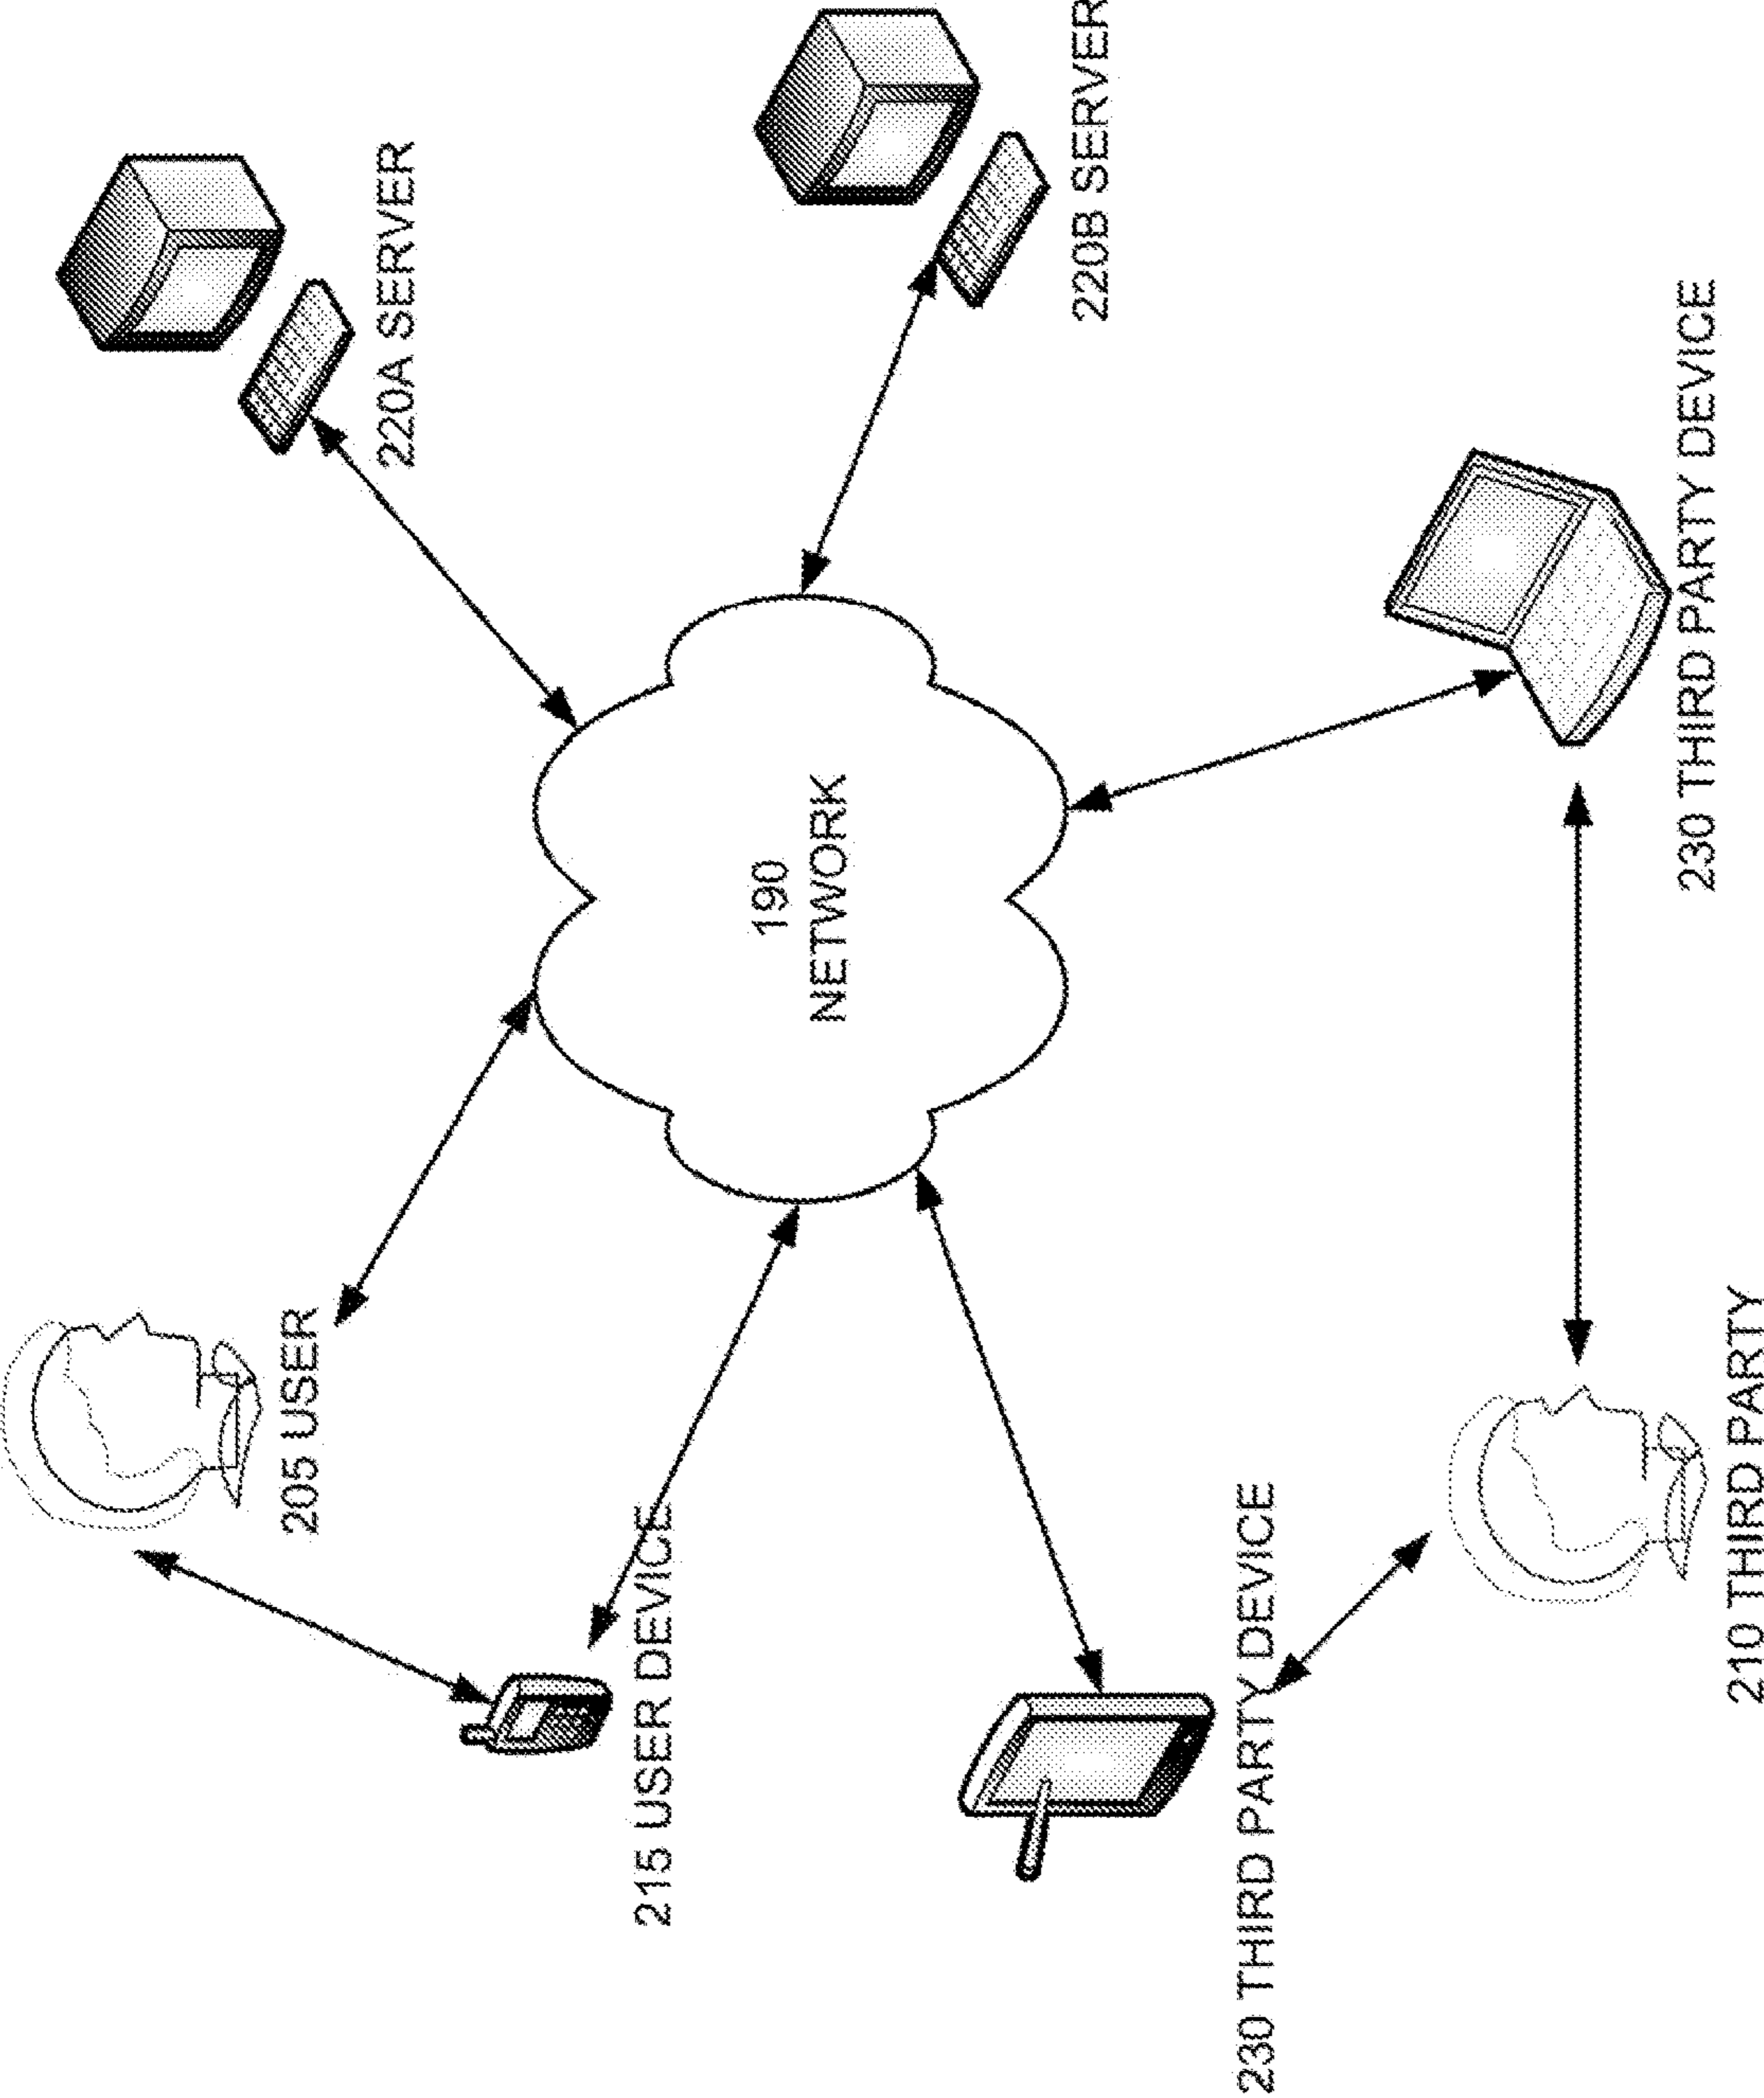 205 USER
220A SERVER
215 USER DEVICE
190
NETWORK
220B SERVER
230 THIRD PARTY DEVICE
230 THIRD PARTY DEVICE
210 THIRD PARTY